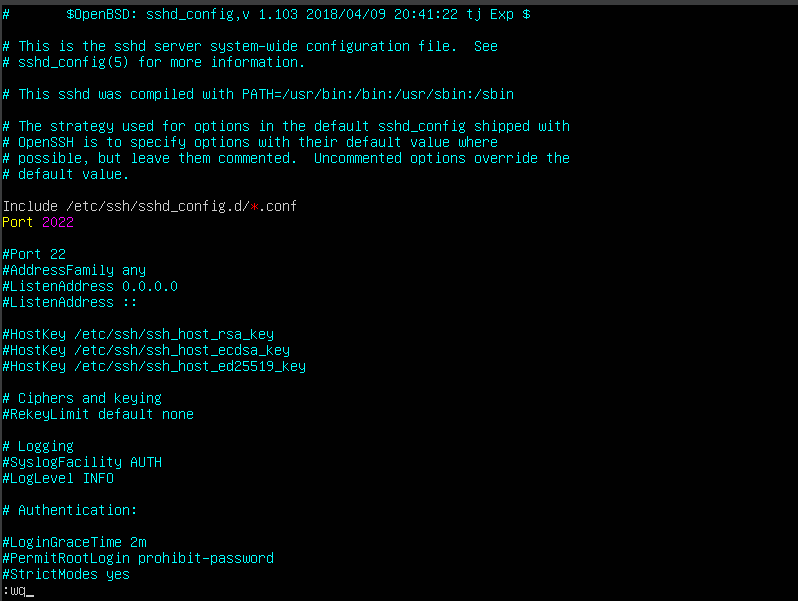 #       $OpenBSD: sshd_config,v 1.103 2018/04/09 20:41:22 tj Exp $
# This is the sshd server system-wide configuration file.  See
# sshd_config(5) for more information.
# This sshd was compiled with PATH=/usr/bin:/bin:/usr/sbin:/sbin
# The strategy used for options in the default sshd_config shipped with
# OpenSSH is to specify options with their default value where
# possible, but leave them commented.  Uncommented options override the
# default value.
Include /etc/ssh/sshd_config.d/*.conf
Port 2022
#Port 22
#AddressFamily any
#ListenAddress 0.0.0.0
#ListenAddress ::
#HostKey /etc/ssh/ssh_host_rsa_key
#HostKey /etc/ssh/ssh_host_ecdsa_key
#HostKey /etc/ssh/ssh_host_ed25519_key
# Ciphers and keying
#RekeyLimit default none
# Logging
#SyslogFacility AUTH
#LogLevel INFO
# Authentication:
#LoginGraceTime 2m
#PermitRootLogin prohibit-password
#StrictModes yes
:wq_